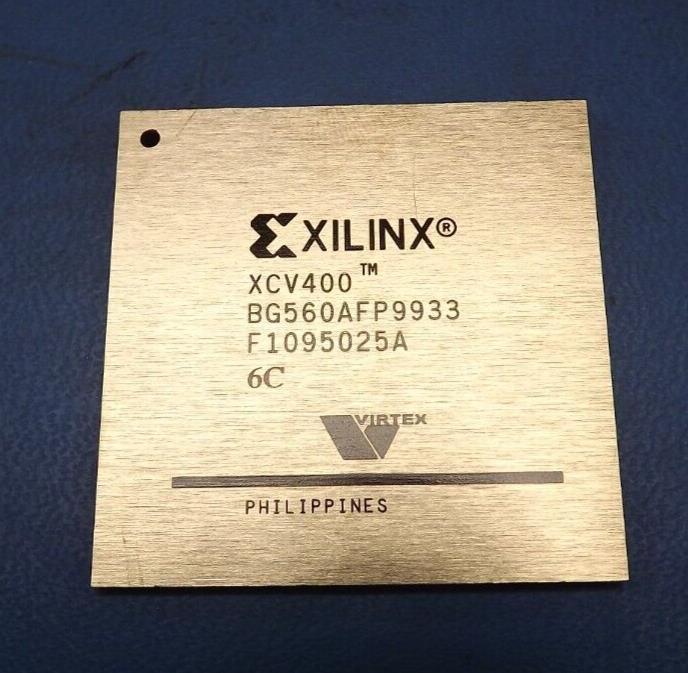 XILINX®
XCV400™
BG560AFP9933
F1095025A
6C
VIRTEX
PHILIPPINES